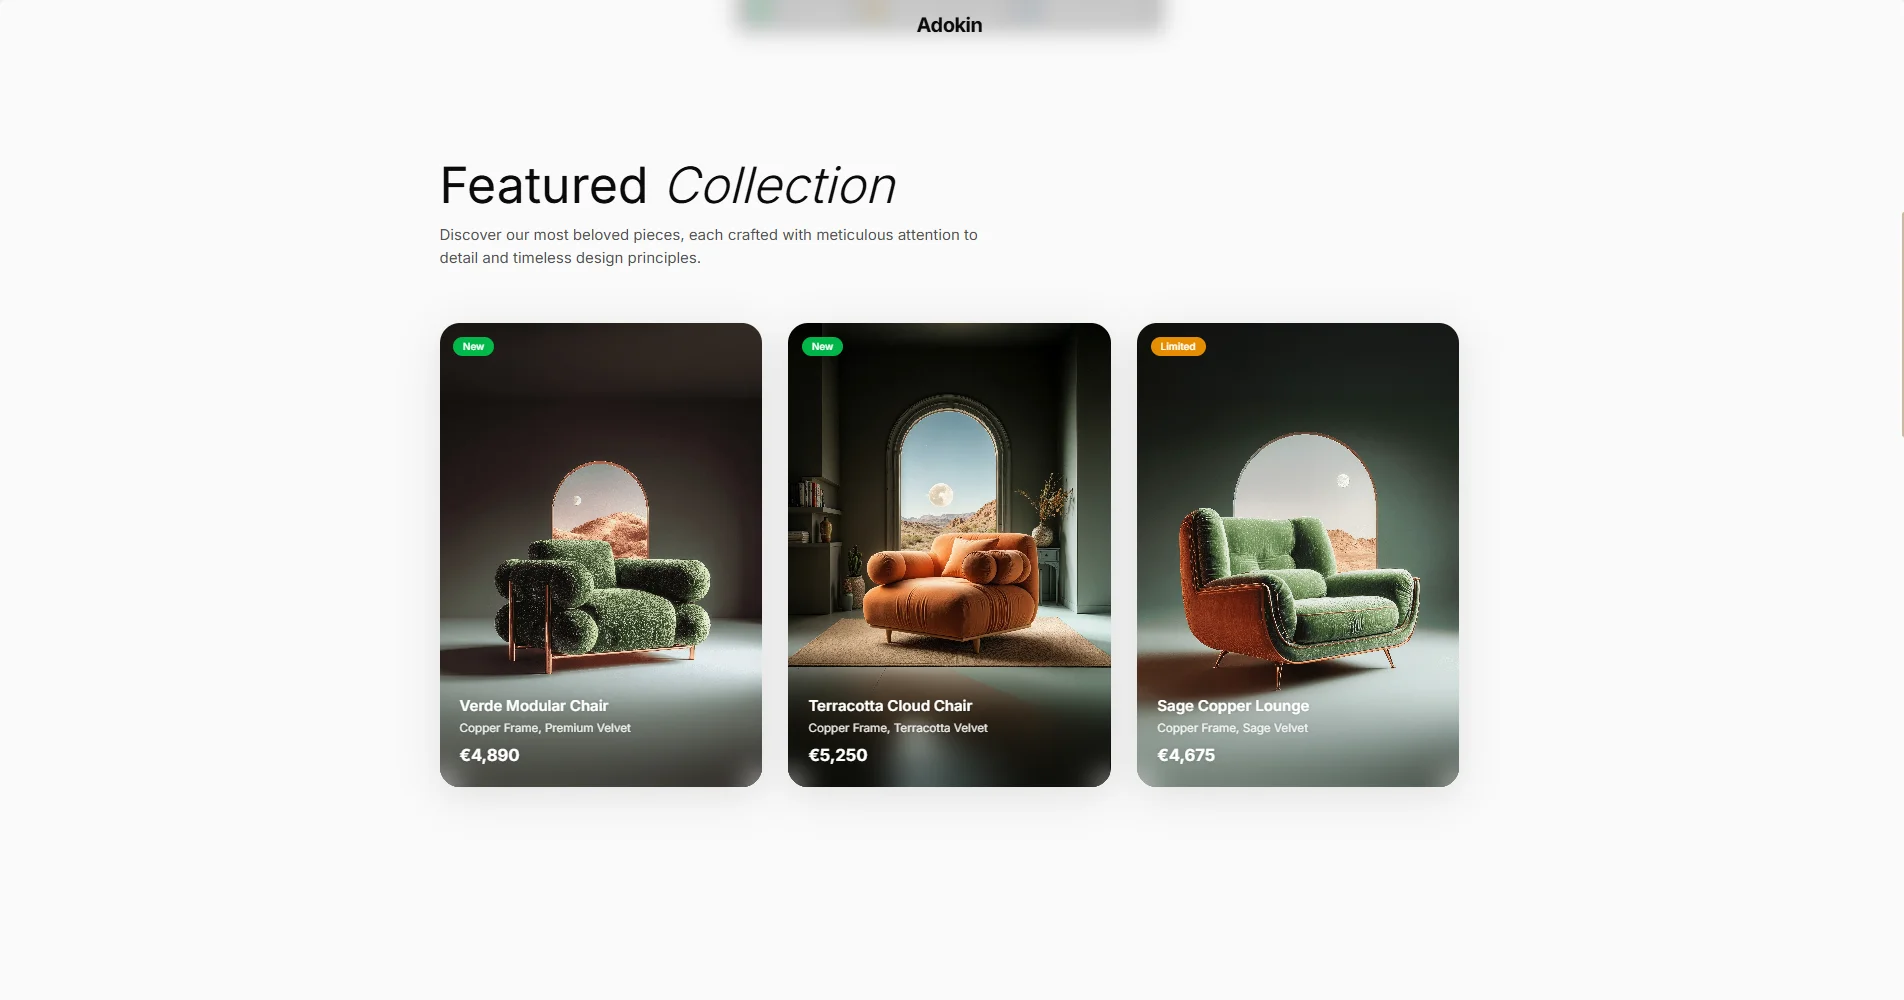 Adokin
Featured Collection
Discover our most beloved pieces, each crafted with meticulous attention to
detail and timeless design principles.
New
Verde Modular Chair
Copper Frame, Premium Velvet
€4,890
New
Terracotta Cloud Chair
Copper Frame, Terracotta Velvet
€5,250
Limited
Sage Copper Lounge
Copper Frame, Sage Velvet
€4,675